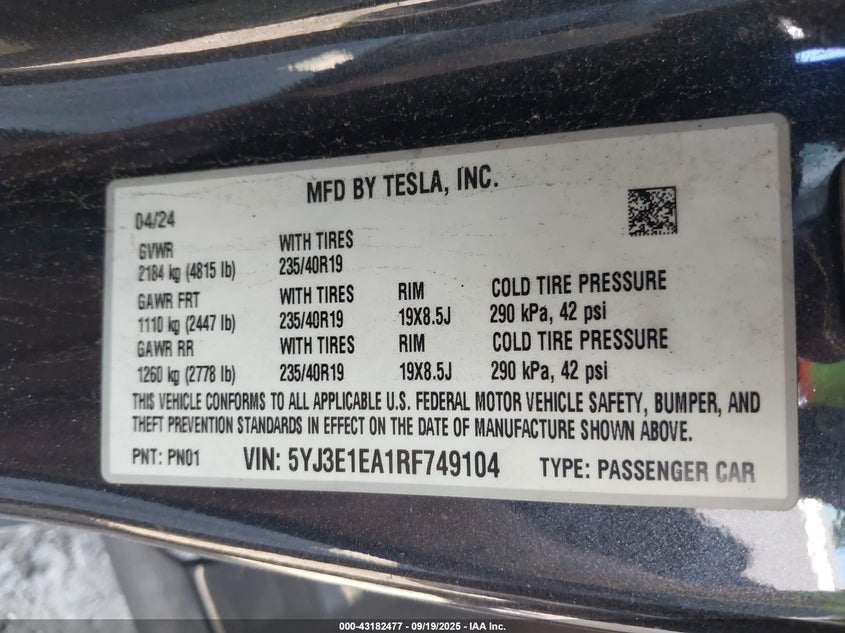 MFD BY TESLA, INC.
04/24
GVWR
2184 kg (4815 lb)
WITH TIRES
235/40R19
GAWR FRT
1110 kg (2447 lb)
WITH TIRES
235/40R19
RIM
19X8.5J
COLD TIRE PRESSURE
290 kPa, 42 psi
GAWR RR
1260 kg (2778 lb)
WITH TIRES
235/40R19
RIM
19X8.5J
COLD TIRE PRESSURE
290 kPa, 42 psi
THIS VEHICLE CONFORMS TO ALL APPLICABLE U.S. FEDERAL MOTOR VEHICLE SAFETY, BUMPER, AND
THEFT PREVENTION STANDARDS IN EFFECT ON THE DATE OF MANUFACTURE SHOWN ABOVE.
PNT: PN01
VIN: 5YJ3E1EA1RF749104
TYPE: PASSENGER CAR
000-43182477 - 09/19/2025 - IAA Inc.